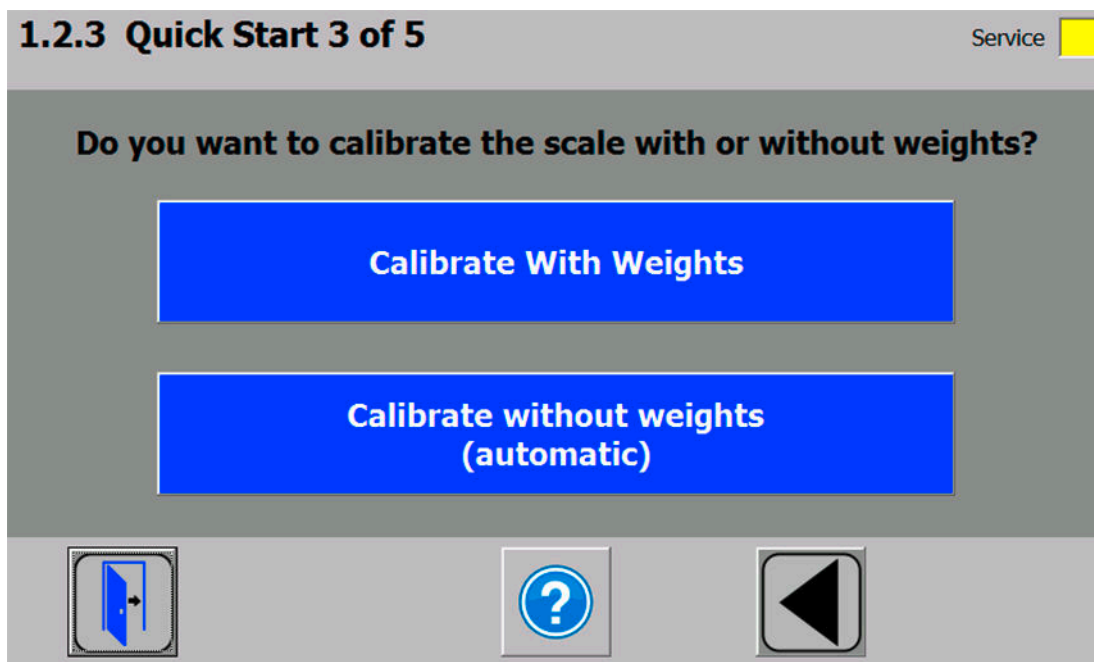 1.2.3 Quick Start 3 of 5
Service
Do you want to calibrate the scale with or without weights?
Calibrate With Weights
Calibrate without weights
(automatic)
?